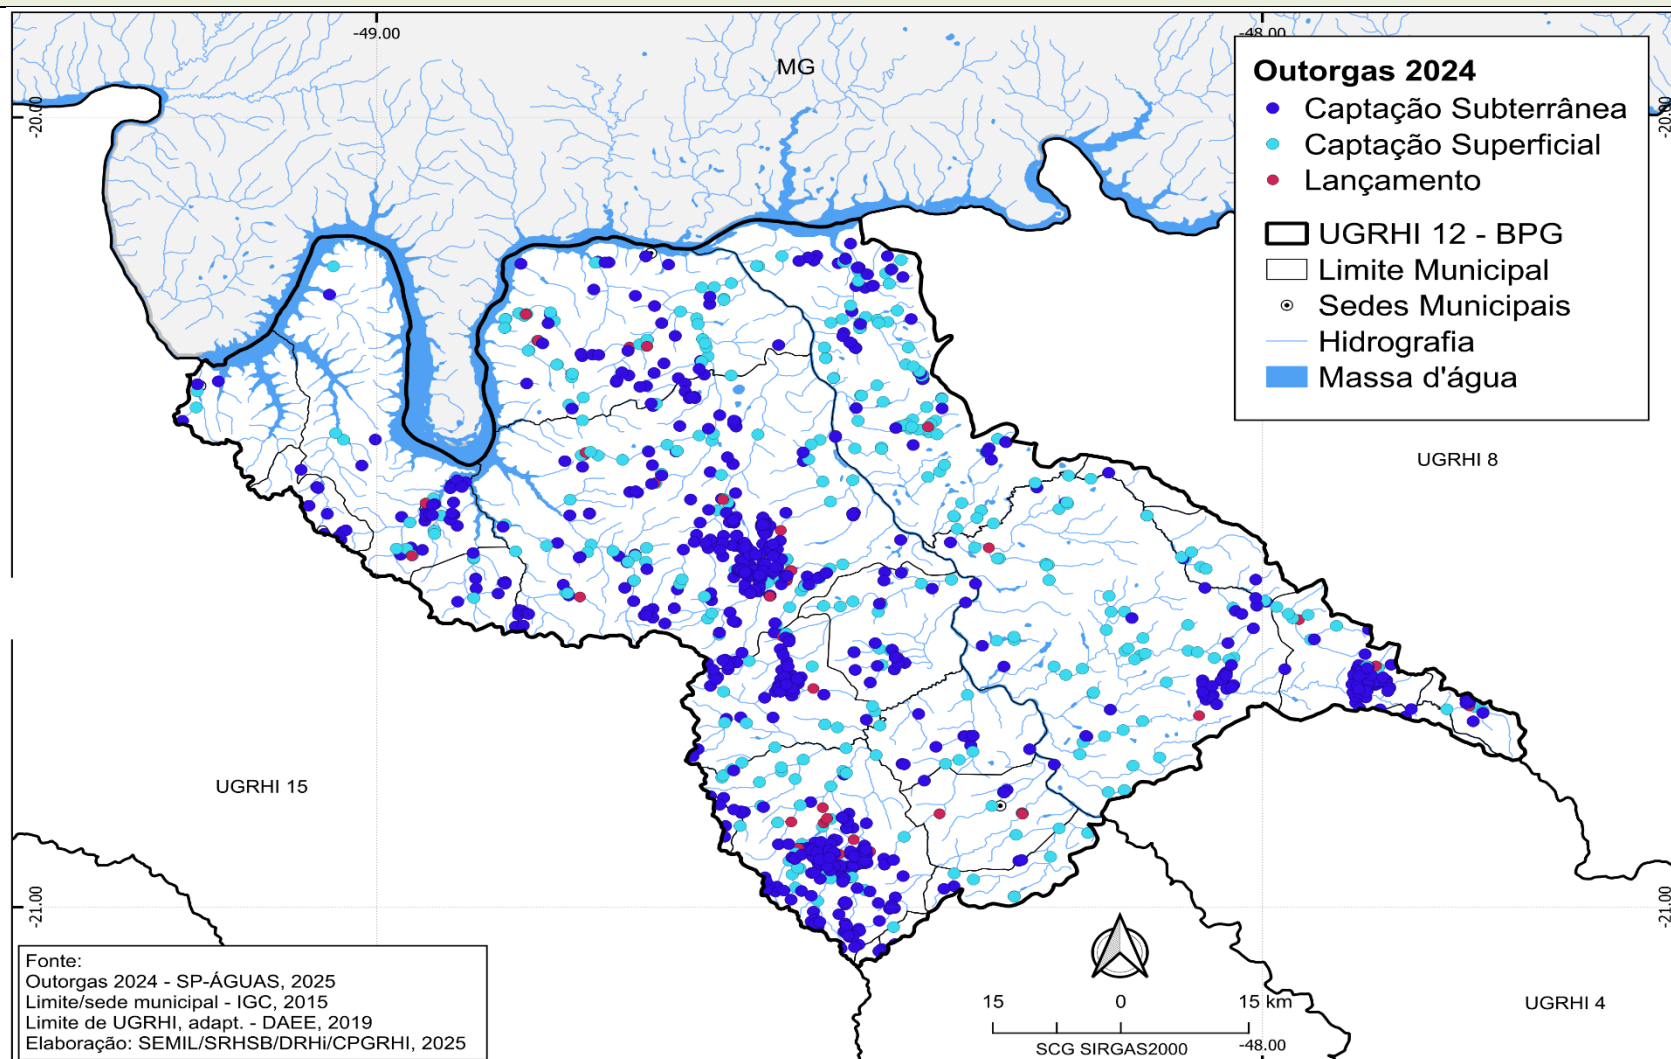 -49.00
-48.00
MG
-20.00
-20.00
Outorgas 2024
Captação Subterrânea
Captação Superficial
Lançamento
UGRHI 12 - BPG
Limite Municipal
Sedes Municipais
Hidrografia
Massa d'água
UGRHI 8
UGRHI 15
-21.00
-21.00
Fonte:
Outorgas 2024 - SP-ÁGUAS, 2025
Limite/sede municipal - IGC, 2015
Limite de UGRHI, adapt. - DAEE, 2019
Elaboração: SEMIL/SRHSB/DRHi/CPGRHI, 2025
15 0 15 km
UGRHI 4
SCG SIRGAS2000
-48.00